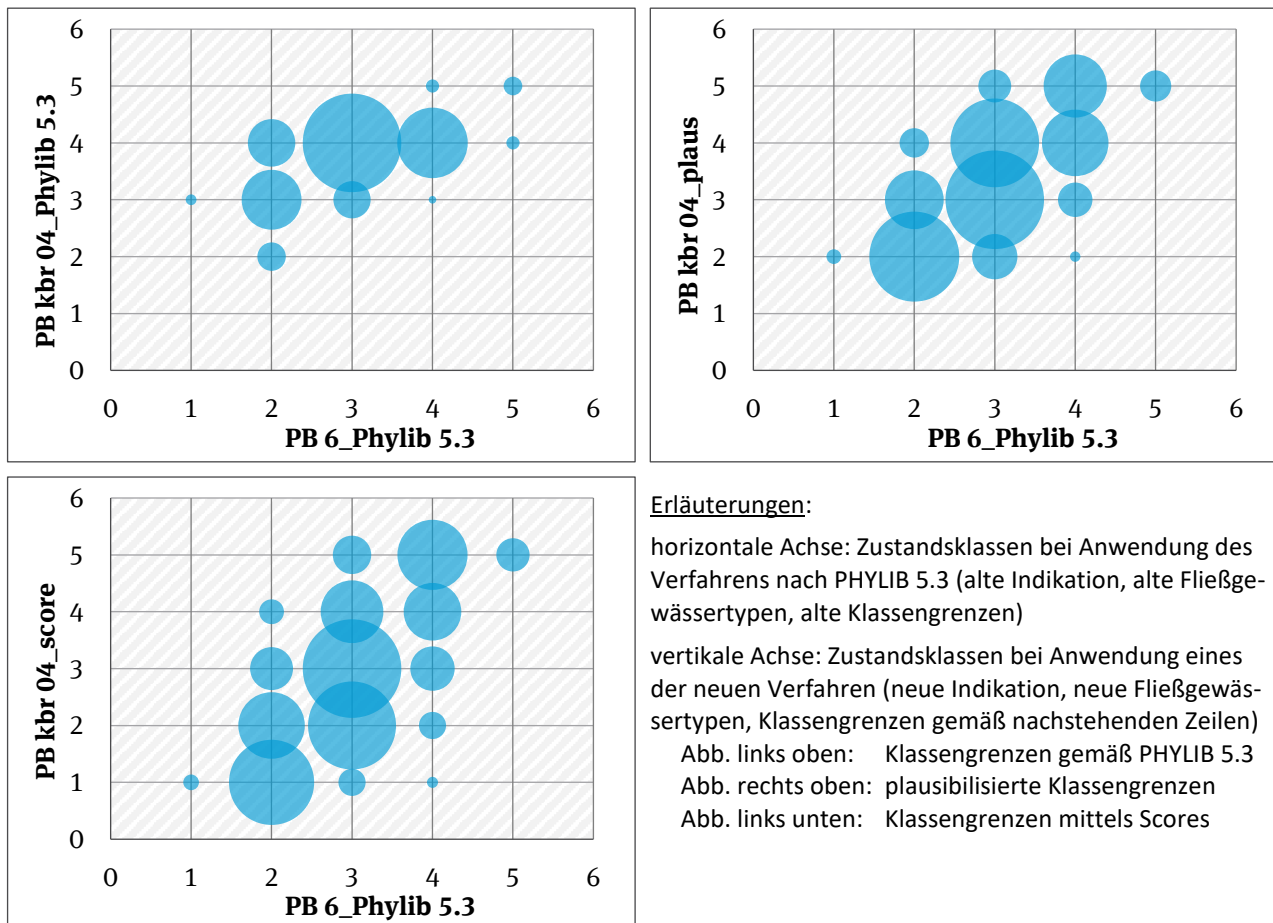 6
5
4
3
2
1
0
0 1 2 3 4 5 6
PB kbr 04_Phylib 5.3
PB 6_Phylib 5.3
6
5
4
3
2
1
0
0 1 2 3 4 5 6
PB kbr 04_plaus
PB 6_Phylib 5.3
6
5
4
3
2
1
0
0 1 2 3 4 5 6
PB kbr 04_score
PB 6_Phylib 5.3
Erläuterungen:
horizontale Achse: Zustandsklassen bei Anwendung des
Verfahrens nach PHYLIB 5.3 (alte Indikation, alte Fließge-
wässertypen, alte Klassengrenzen)
vertikale Achse: Zustandsklassen bei Anwendung eines
der neuen Verfahren (neue Indikation, neue Fließgewäs-
sertypen, Klassengrenzen gemäß nachstehenden Zeilen)
Abb. links oben: Klassengrenzen gemäß PHYLIB 5.3
Abb. rechts oben: plausibilisierte Klassengrenzen
Abb. links unten: Klassengrenzen mittels Scores